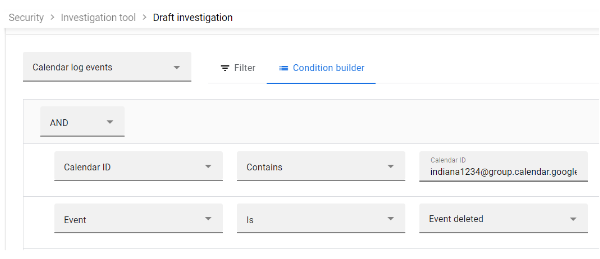 Security > Investigation tool > Draft investigation
Calendar log events
Filter
Condition builder
AND
Calendar ID
Contains
Calendar ID
indiana1234@group.calendar.google
Event
Is
Event deleted